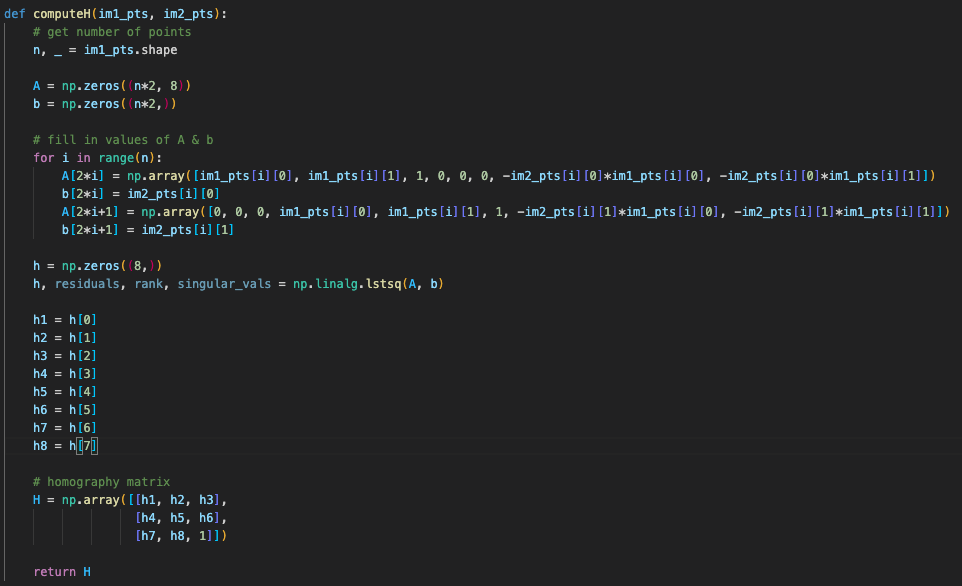 def computeH(im1_pts, im2_pts):
    # get number of points
    n, _ = im1_pts.shape

    A = np.zeros((n*2, 8))
    b = np.zeros((n*2,))

    # fill in values of A & b
    for i in range(n):
        A[2*i] = np.array([im1_pts[i][0], im1_pts[i][1], 1, 0, 0, 0, -im2_pts[i][0]*im1_pts[i][0], -im2_pts[i][0]*im1_pts[i][1]])
        b[2*i] = im2_pts[i][0]
        A[2*i+1] = np.array([0, 0, 0, im1_pts[i][0], im1_pts[i][1], 1, -im2_pts[i][1]*im1_pts[i][0], -im2_pts[i][1]*im1_pts[i][1]])
        b[2*i+1] = im2_pts[i][1]

    h = np.zeros((8,))
    h, residuals, rank, singular_vals = np.linalg.lstsq(A, b)

    h1 = h[0]
    h2 = h[1]
    h3 = h[2]
    h4 = h[3]
    h5 = h[4]
    h6 = h[5]
    h7 = h[6]
    h8 = h[7]

    # homography matrix
    H = np.array([[h1, h2, h3],
                  [h4, h5, h6],
                  [h7, h8, 1]])

    return H